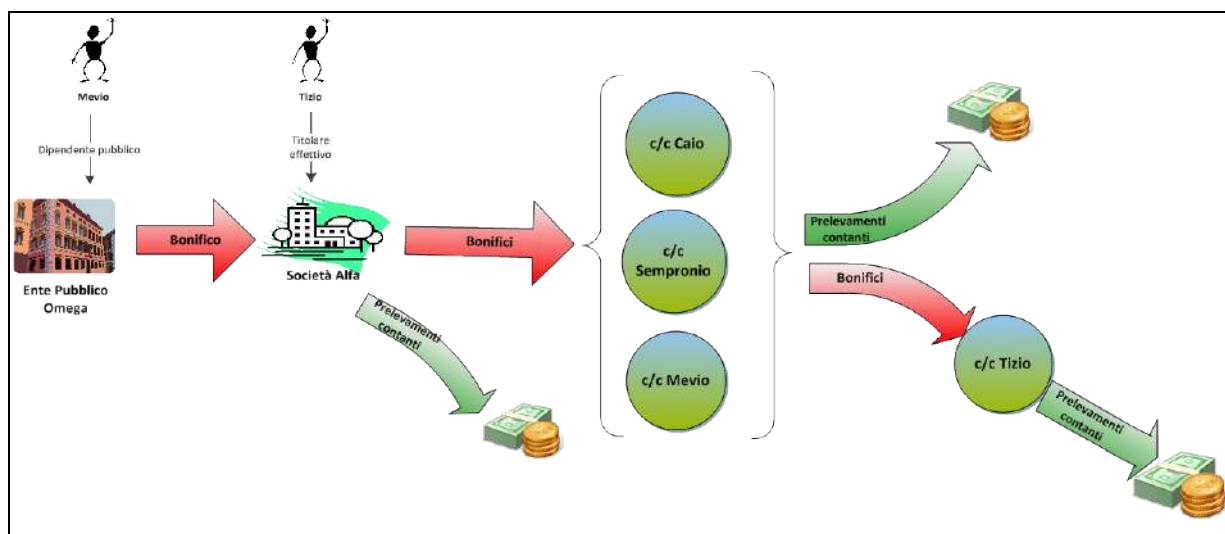 Mevio
Tizio
Dipendente pubblico
Titolare
effettivo
Bonifico
Ente Pubblico
Omega
Società Alfa
Bonifici
Prelevamenti
contanti
c/c Caio
c/c
Sempronio
c/c Mevio
Prelevamenti
contanti
Bonifici
c/c Tizio
Prelevamenti
contanti